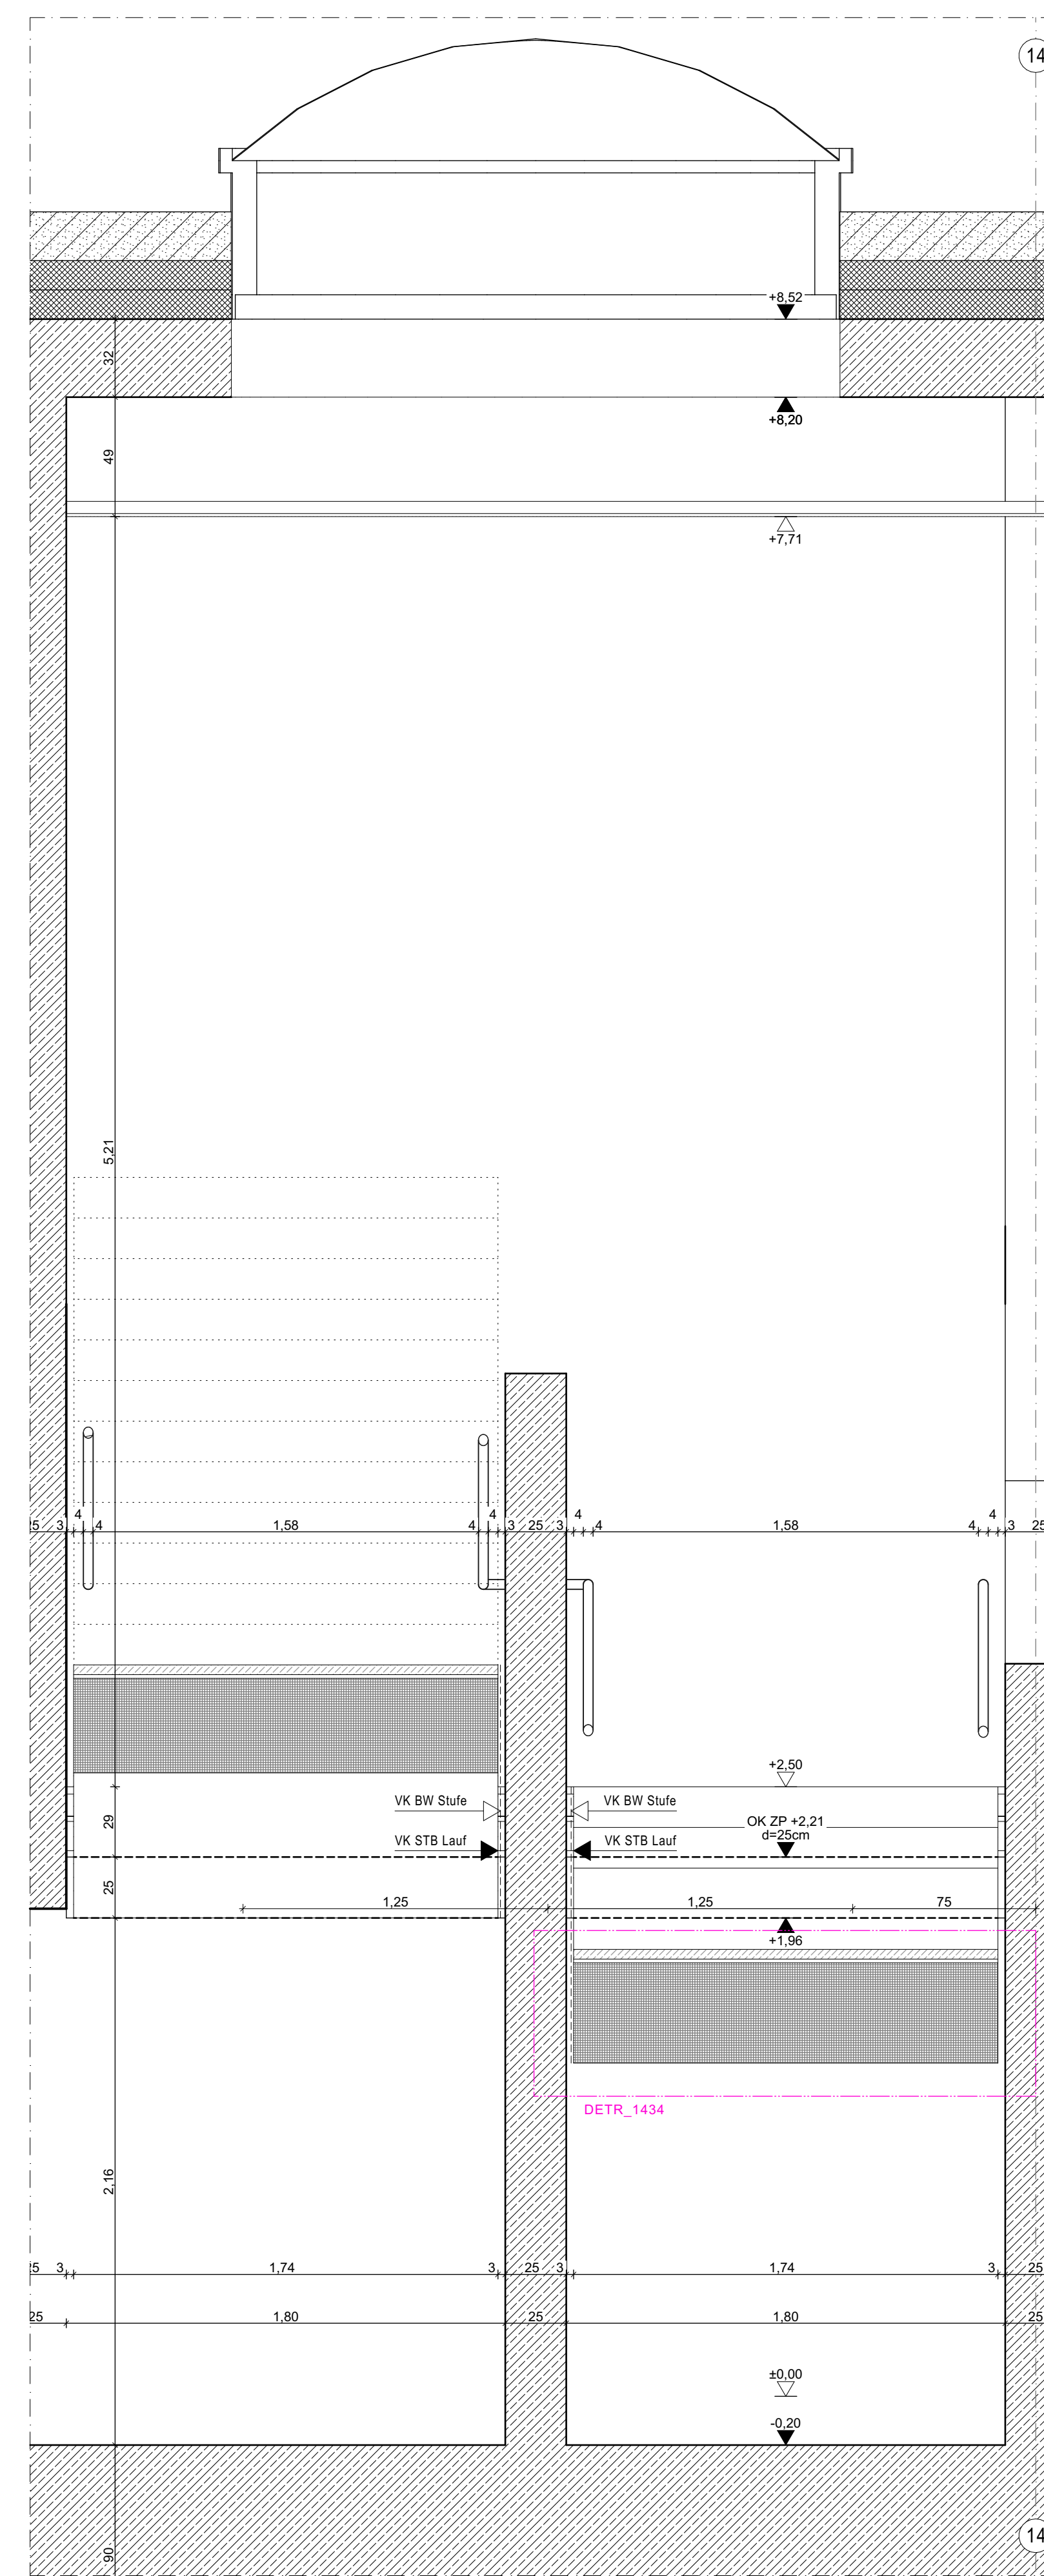 14
+8,52
32
+8,20
49
+7,71
5,21
4 4 4 4
25 3 4 1,58 4 3 25 3 4 1,58 4 3 25
+2,50
VK BW Stufe VK BW Stufe
29
OK ZP +2,21
d=25cm
VK STB Lauf VK STB Lauf
25
1,25 1,25 75
+1,96
DETR_1434
2,16
25 3 1,74 3 25 3 1,74 3 25
25 1,80 25 1,80 25
±0,00
-0,20
14
90